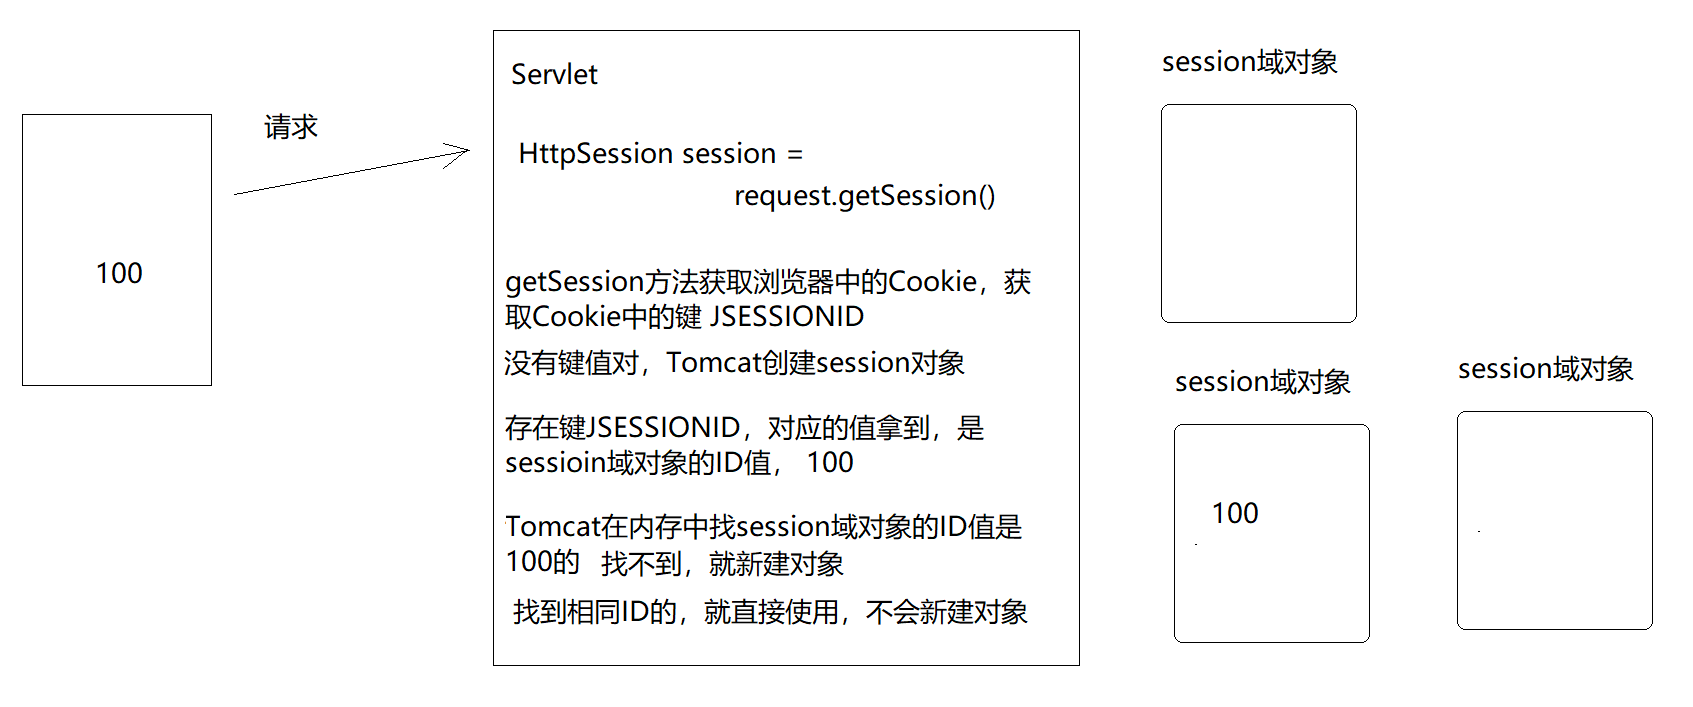 100
请求
Servlet
HttpSession session =
request.getSession()
getSession方法获取浏览器中的Cookie，获
取Cookie中的键 JSESSIONID
没有键值对，Tomcat创建session对象
存在键JSESSIONID，对应的值拿到，是
sessioin域对象的ID值， 100
Tomcat在内存中找session域对象的ID值是
100的 找不到，就新建对象
找到相同ID的，就直接使用，不会新建对象
session域对象
session域对象
100
session域对象